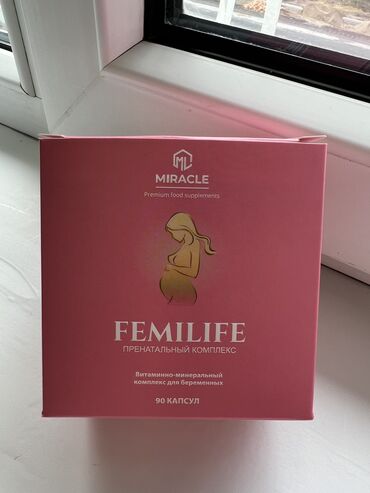 ML
MIRACLE
Premium food supplements
FEMILIFE
ПРЕНАТАЛЬНЫЙ КОМПЛЕКС
Витаминно-минеральный
комплекс для беременных
90 КАПСУЛ